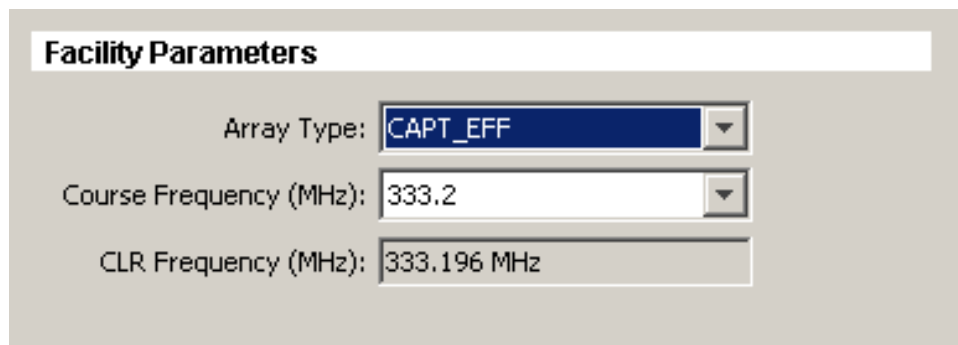 Facility Parameters
Array Type: CAPT_EFF
Course Frequency (MHz): 333.2
CLR Frequency (MHz): 333.196 MHz